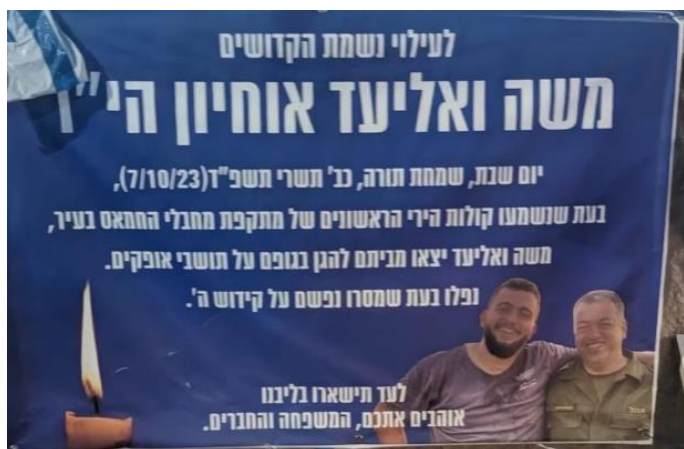 לעילוי נשמת הקדושים
משה ואליעד אוחיון הי"ד
יום שבת, שמחת תורה, כב' תשרי תשפ"ד(7/10/23),
בעת שנשמעו קולות הירי הראשונים של מתקפת מחבלי החמאס בעיר,
משה ואליעד יצאו מביתם להגן בגופם על תושבי אופקים.
נפלו בעת שמסרו נפשם על קידוש ה'.
לעד תישארו בליבנו
אוהבים אתכם, המשפחה והחברים.